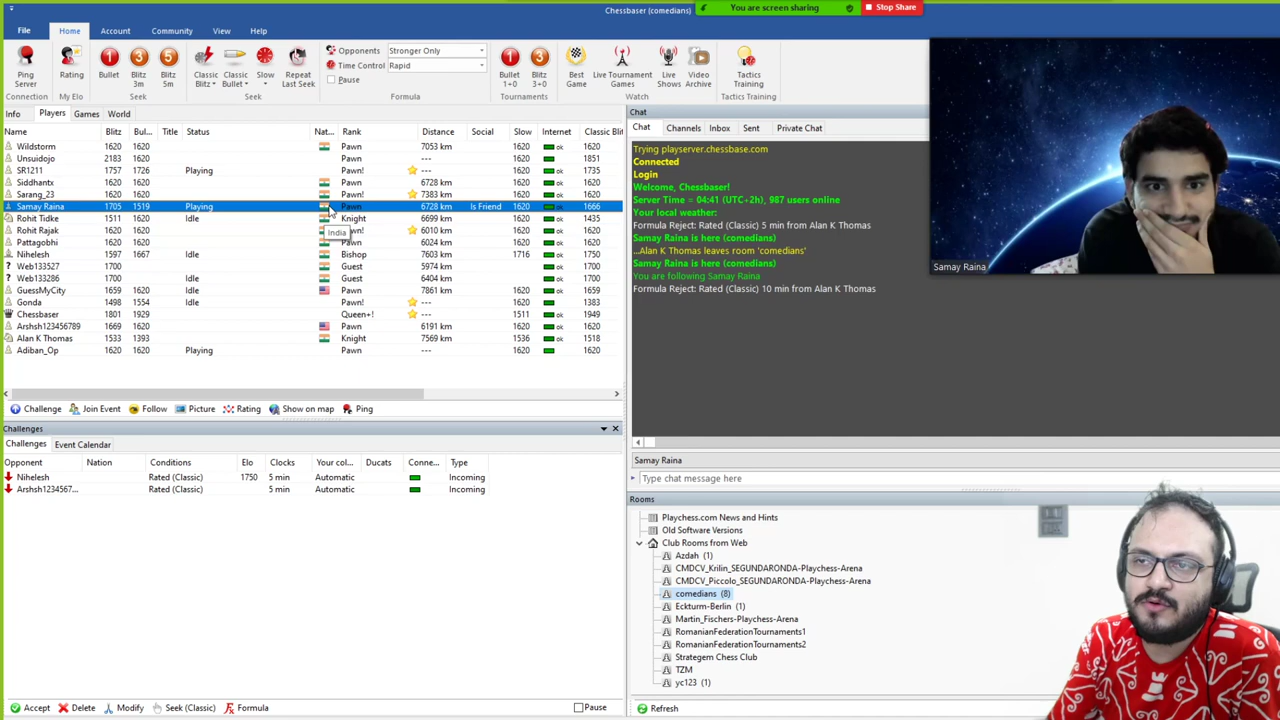 Chessbaser (comedians)
You are screen sharing
Stop Share
File Home Account Community View Help
Ping Server
Rating
Bullet
Blitz 3m
Blitz 5m
Classic Blitz
Classic Bullet
Slow
Repeat Last Seek
Opponents Stronger Only
Time Control Rapid
Pause
Bullet 1+0
Blitz 3+0
Best Game
Live Tournament Games
Live Shows
Video Archive
Tactics Training
Connection My Elo Seek Seek Formula Tournaments Watch Tactics Training
Info Players Games World
Name Blitz Bul... Title Status Nat... Rank Distance Social Slow Internet Classic Blit
Wildstorm 1620 1620 Pawn 7053 km 1620 ok 1620
Unsuidojo 2183 1620 Pawn --- 1620 ok 1851
SR1211 1757 1726 Playing Pawn! --- 1620 ok 1735
Siddhantx 1620 1620 Pawn 6728 km 1620 ok 1620
Sarang_23 1620 1620 Pawn! 7383 km 1620 ok 1620
Samay Raina 1705 1519 Playing Pawn 6728 km Is Friend 1620 ok 1666
Rohit Tidke 1511 1620 Idle Knight 6699 km 1620 ok 1435
Rohit Rajak 1620 1620 wn! 6010 km 1620 ok 1620
India
Pattagobhi 1620 1620 Pawn 6024 km 1620 ok 1620
Nihelesh 1597 1667 Idle Bishop 7603 km 1716 ok 1750
? Web133527 1700 Guest 5974 km ok 1700
? Web133286 1700 Idle Guest 6404 km ok 1700
GuessMyCity 1659 1620 Idle Pawn 7861 km 1620 ok 1659
Gonda 1498 1554 Idle Pawn! --- 1620 ok 1383
Chessbaser 1801 1929 Queen+! --- 1511 ok 1949
Arshsh123456789 1669 1620 Pawn 6191 km 1620 ok 1620
Alan K Thomas 1533 1393 Knight 7569 km 1536 ok 1518
Adiban_Op 1620 1620 Playing Pawn --- 1620 ok 1620
Challenge Join Event Follow Picture Rating Show on map Ping
Challenges
Challenges Event Calendar
Opponent Nation Conditions Elo Clocks Your col... Ducats Conne... Type
Nihelesh Rated (Classic) 1750 5 min Automatic Incoming
Arshsh1234567... Rated (Classic) 5 min Automatic Incoming
Accept Delete Modify Seek (Classic) Formula Pause
Chat
Chat Channels Inbox Sent Private Chat
Trying playserver.chessbase.com
Connected
Login
Welcome, Chessbaser!
Server Time = 04:41 (UTC+2h), 987 users online
Your local weather:
Formula Reject: Rated (Classic) 5 min from Alan K Thomas
Samay Raina is here (comedians)
...Alan K Thomas leaves room 'comedians'
Samay Raina is here (comedians)
You are following Samay Raina
Formula Reject: Rated (Classic) 10 min from Alan K Thomas
Samay Raina
Samay Raina
Type chat message here
Rooms
Playchess.com News and Hints
Old Software Versions
Club Rooms from Web
Azdah (1)
CMDCV_Krilin_SEGUNDARONDA-Playchess-Arena
CMDCV_Piccolo_SEGUNDARONDA-Playchess-Arena
comedians (8)
Eckturm-Berlin (1)
Martin_Fischers-Playchess-Arena
RomanianFederationTournaments1
RomanianFederationTournaments2
Strategem Chess Club
TZM
yc123 (1)
Refresh